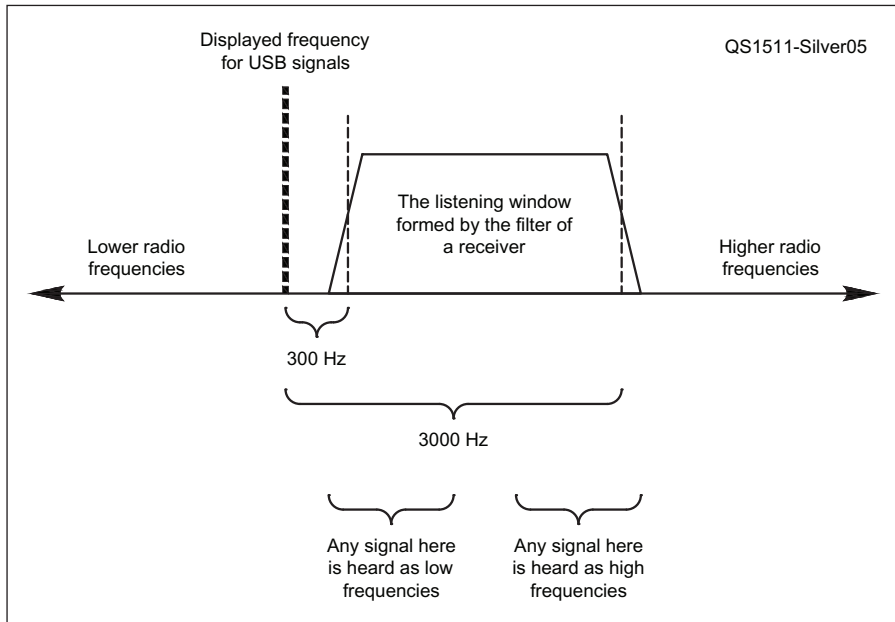 Displayed frequency
for USB signals
QS1511-Silver05
The listening window
formed by the filter of
a receiver
Lower radio
frequencies
Higher radio
frequencies
300 Hz
3000 Hz
Any signal here
is heard as low
frequencies
Any signal here
is heard as high
frequencies